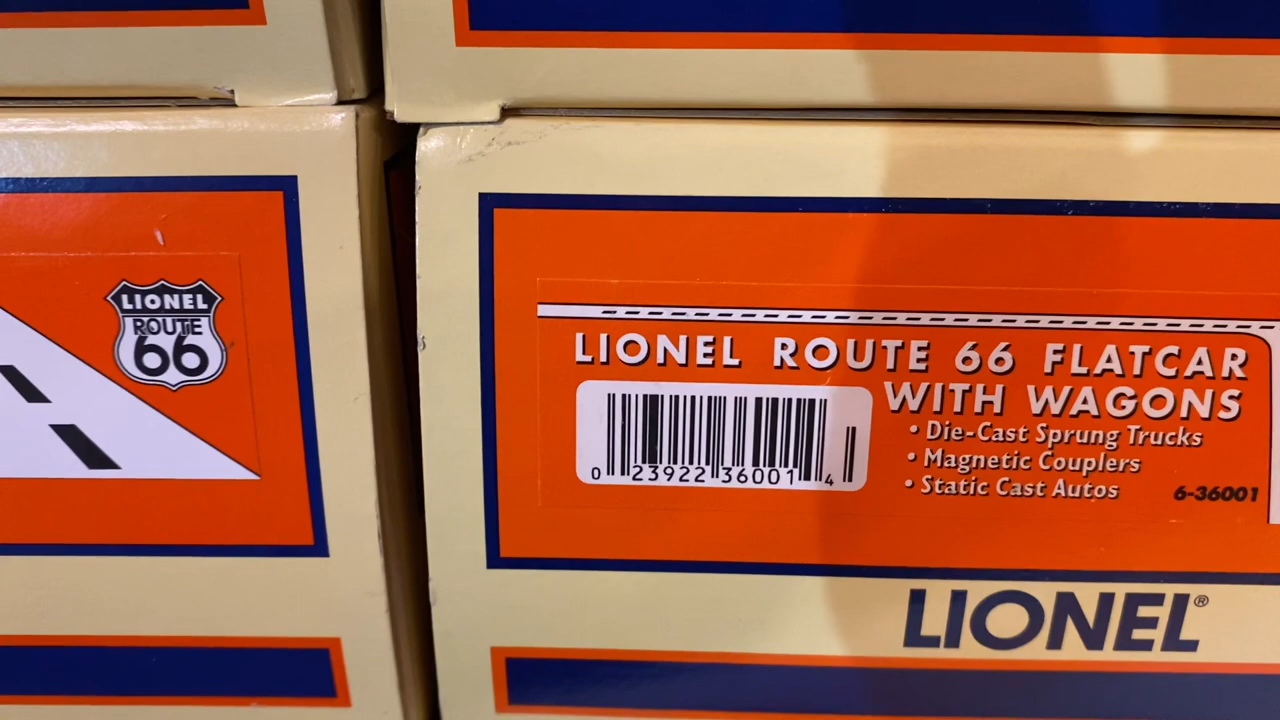 LIONEL
ROUTE
66
LIONEL ROUTE 66 FLATCAR
WITH WAGONS
• Die-Cast Sprung Trucks
• Magnetic Couplers
• Static Cast Autos
6-36001
0 23922 36001 4
LIONEL®